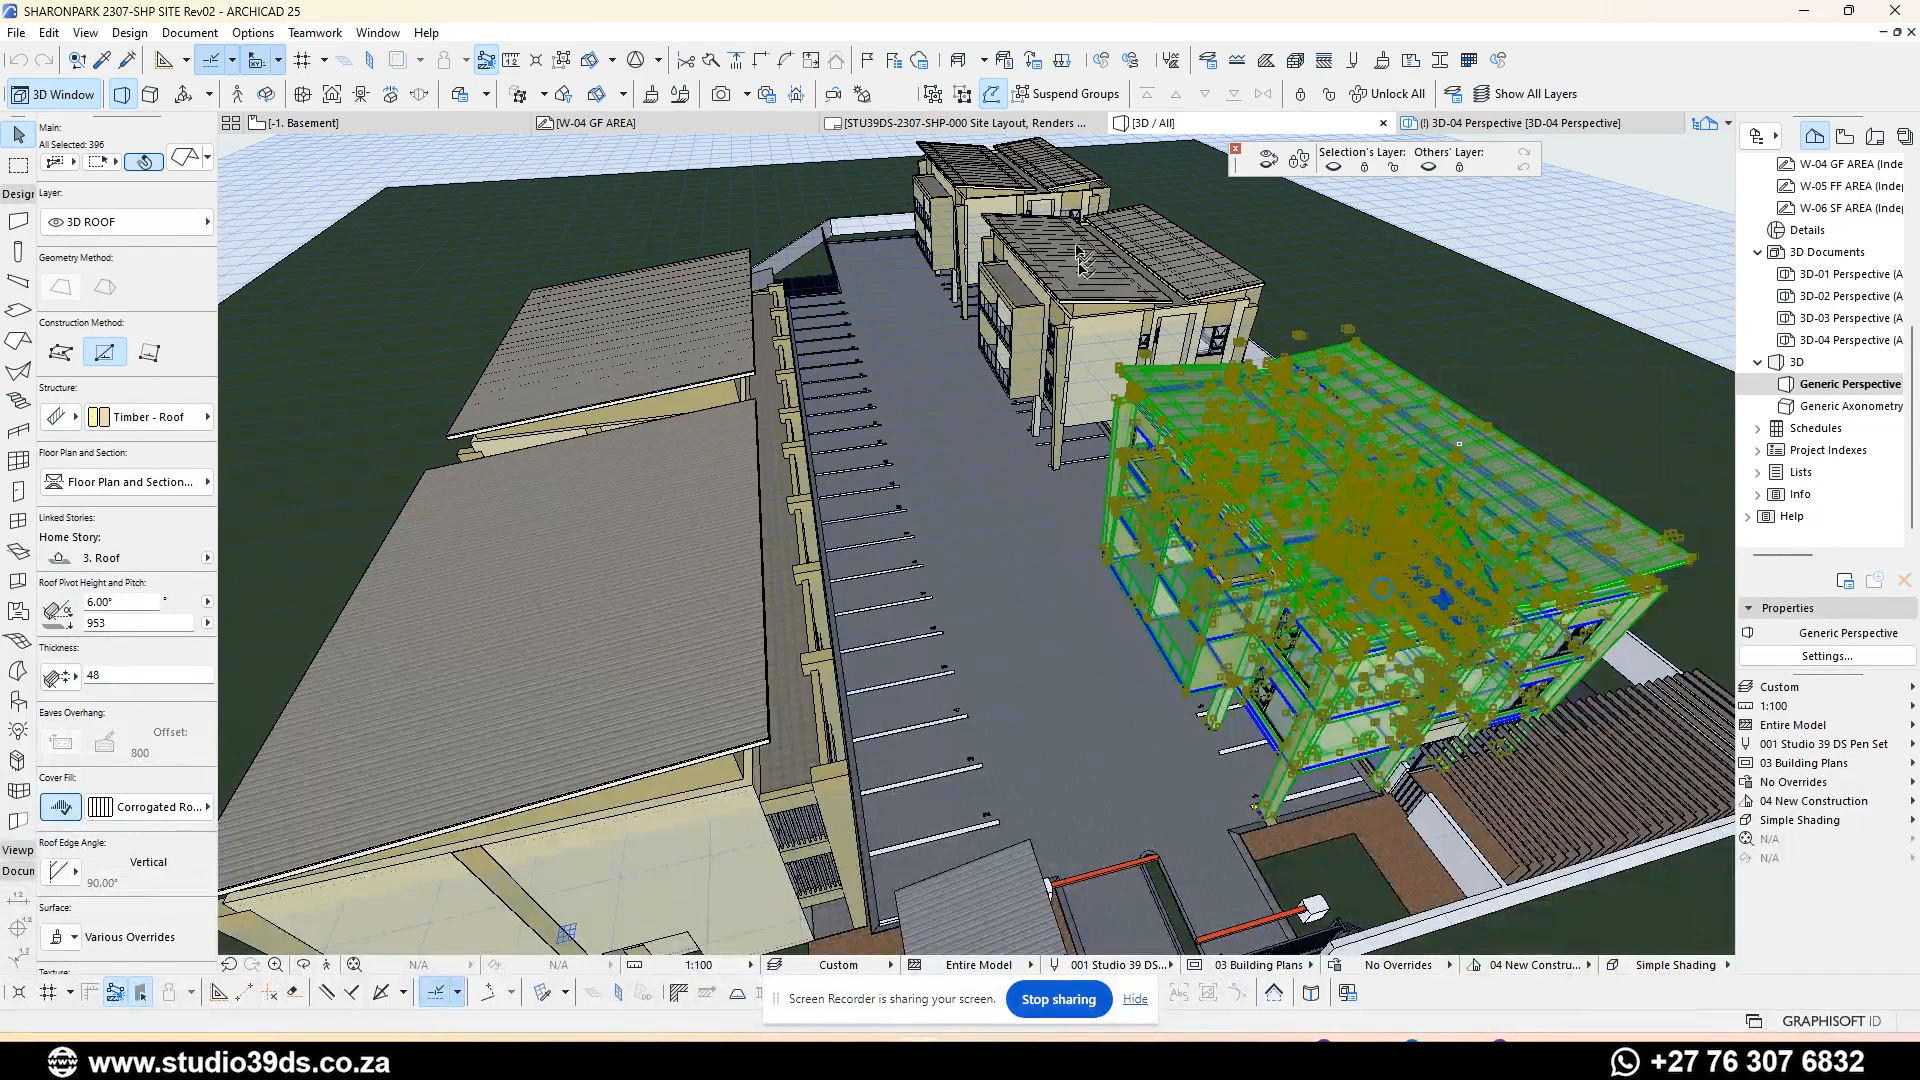 SHARONPARK 2307-SHP SITE Rev02 - ARCHICAD 25
File Edit View Design Document Options Teamwork Window Help
3D Window
Suspend Groups
Unlock All
Show All Layers
[-1. Basement]
[W-04 GF AREA]
[STU39DS-2307-SHP-000 Site Layout, Renders ...
[3D / All]
(!) 3D-04 Perspective [3D-04 Perspective]
Main:
All Selected: 396
Selection's Layer:
Others' Layer:
Desig
Layer:
3D ROOF
Geometry Method:
Construction Method:
Structure:
Timber - Roof
Floor Plan and Section:
Floor Plan and Section...
Linked Stories:
Home Story:
3. Roof
Roof Pivot Height and Pitch:
6.00°
°
953
Thickness:
48
Eaves Overhang:
Offset:
800
Cover Fill:
Corrogated Ro...
Roof Edge Angle:
Viewp
Vertical
Docun
90.00°
Surface:
Various Overrides
Texture:
W-04 GF AREA (Inde
W-05 FF AREA (Inde
W-06 SF AREA (Inde
Details
3D Documents
3D-01 Perspective (A
3D-02 Perspective (A
3D-03 Perspective (A
3D-04 Perspective (A
3D
Generic Perspective
Generic Axonometry
Schedules
Project Indexes
Lists
Info
Help
Properties
Generic Perspective
Settings...
Custom
1:100
Entire Model
001 Studio 39 DS Pen Set
03 Building Plans
No Overrides
04 New Construction
Simple Shading
N/A
N/A
N/A
N/A
1:100
Custom
Entire Model
001 Studio 39 DS...
03 Building Plans
No Overrides
04 New Constru...
Simple Shading
Screen Recorder is sharing your screen.
Stop sharing
Hide
GRAPHISOFT ID
www.studio39ds.co.za
+27 76 307 6832